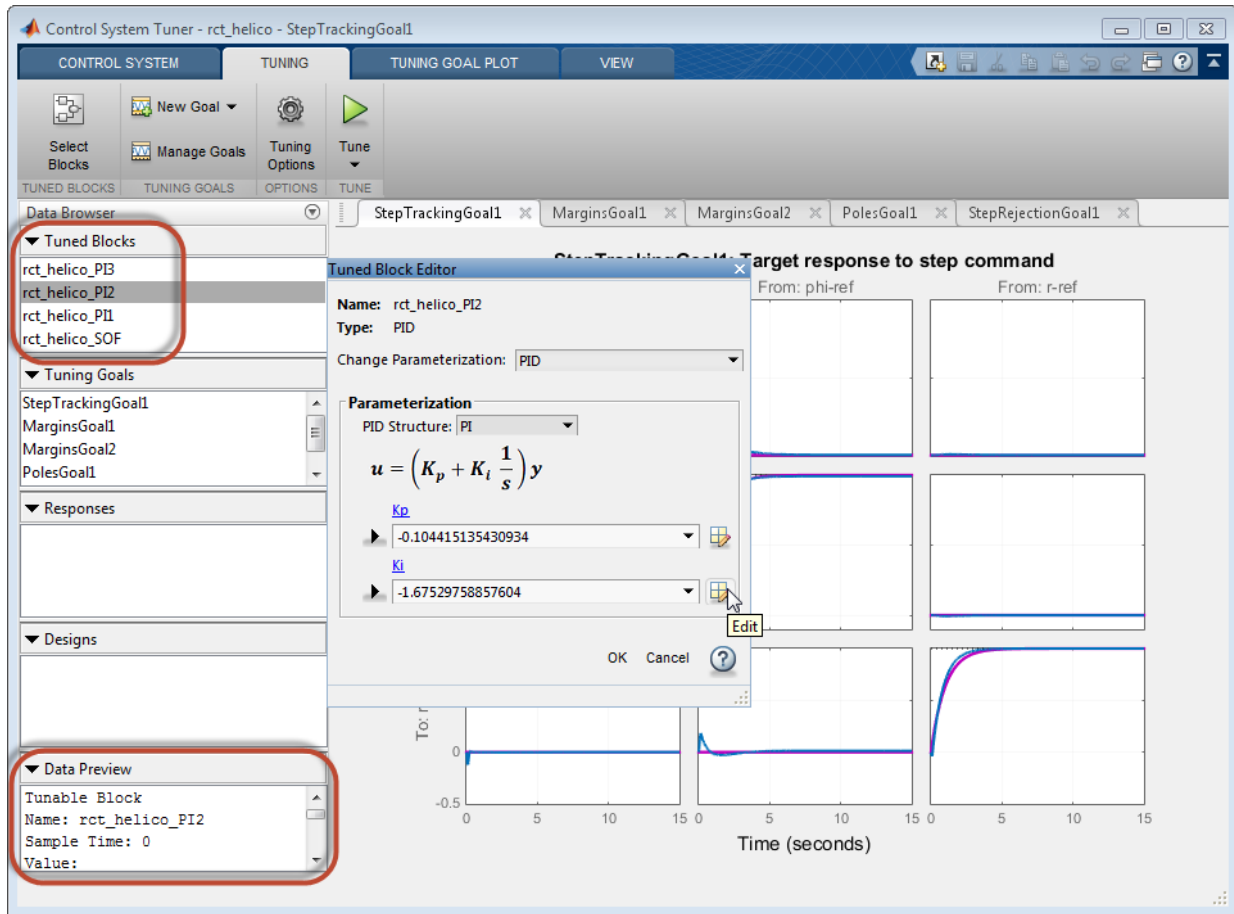 Control System Tuner - rct_helico - StepTrackingGoal1
CONTROL SYSTEM TUNING TUNING GOAL PLOT VIEW
New Goal
Manage Goals
Select Blocks
Tuning Options
Tune
TUNED BLOCKS TUNING GOALS OPTIONS TUNE
Data Browser
Tuned Blocks
rct_helico_PI3
rct_helico_PI2
rct_helico_PI1
rct_helico_SOF
Tuning Goals
StepTrackingGoal1
MarginsGoal1
MarginsGoal2
PolesGoal1
Responses
Designs
Data Preview
Tunable Block
Name: rct_helico_PI2
Sample Time: 0
Value:
StepTrackingGoal1 MarginsGoal1 MarginsGoal2 PolesGoal1 StepRejectionGoal1
Target response to step command
From: phi-ref From: r-ref
Tuned Block Editor
Name: rct_helico_PI2
Type: PID
Change Parameterization: PID
Parameterization
PID Structure: PI
u = (K_p + K_i 1/s) y
Kp
-0.104415135430934
Ki
-1.67529758857604
Edit
OK Cancel
To: r
0
-0.5
0 5 10 15 0 5 10 15 0 5 10 15
Time (seconds)